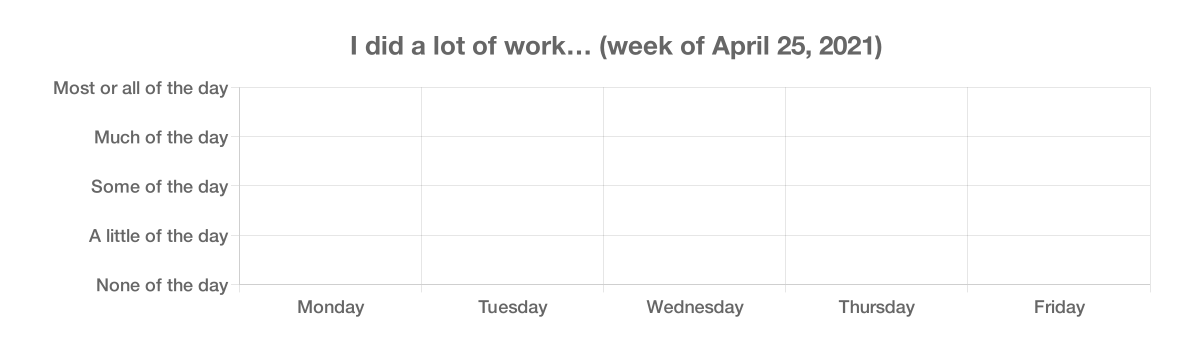 I did a lot of work… (week of April 25, 2021)
Most or all of the day
Much of the day
Some of the day
A little of the day
None of the day
Monday Tuesday Wednesday Thursday Friday